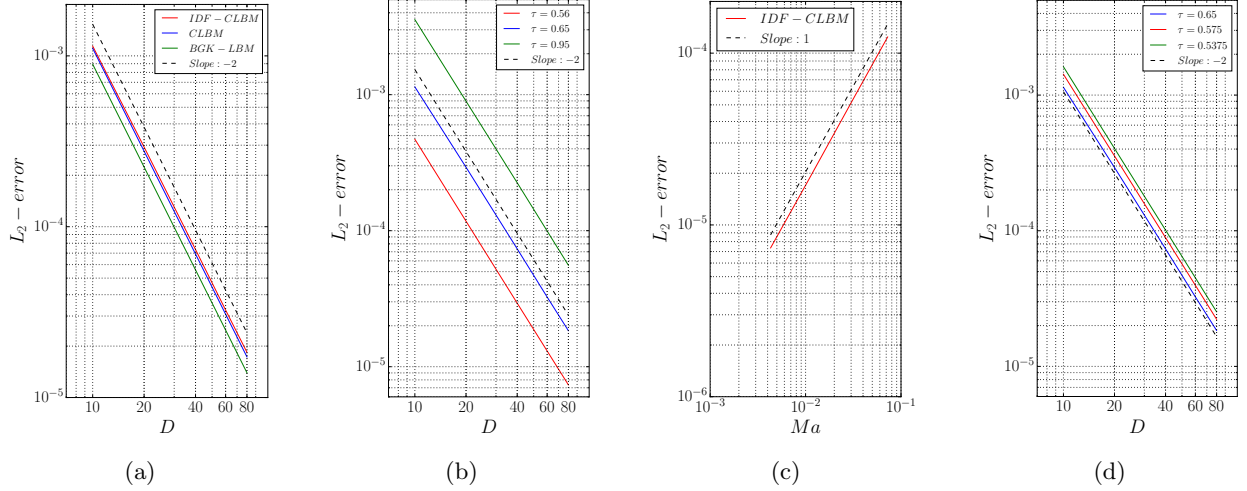 IDF − CLBM
CLBM
BGK − LBM
Slope : −2
10⁻³
10⁻⁴
10⁻⁵
L₂ − error
10 20 40 60 80
D
(a)
τ = 0.56
τ = 0.65
τ = 0.95
Slope : −2
10⁻³
10⁻⁴
10⁻⁵
L₂ − error
10 20 40 60 80
D
(b)
IDF − CLBM
Slope : 1
10⁻⁴
10⁻⁵
10⁻⁶
L₂ − error
10⁻³ 10⁻² 10⁻¹
Ma
(c)
τ = 0.65
τ = 0.575
τ = 0.5375
Slope : −2
10⁻³
10⁻⁴
10⁻⁵
L₂ − error
10 20 40 60 80
D
(d)